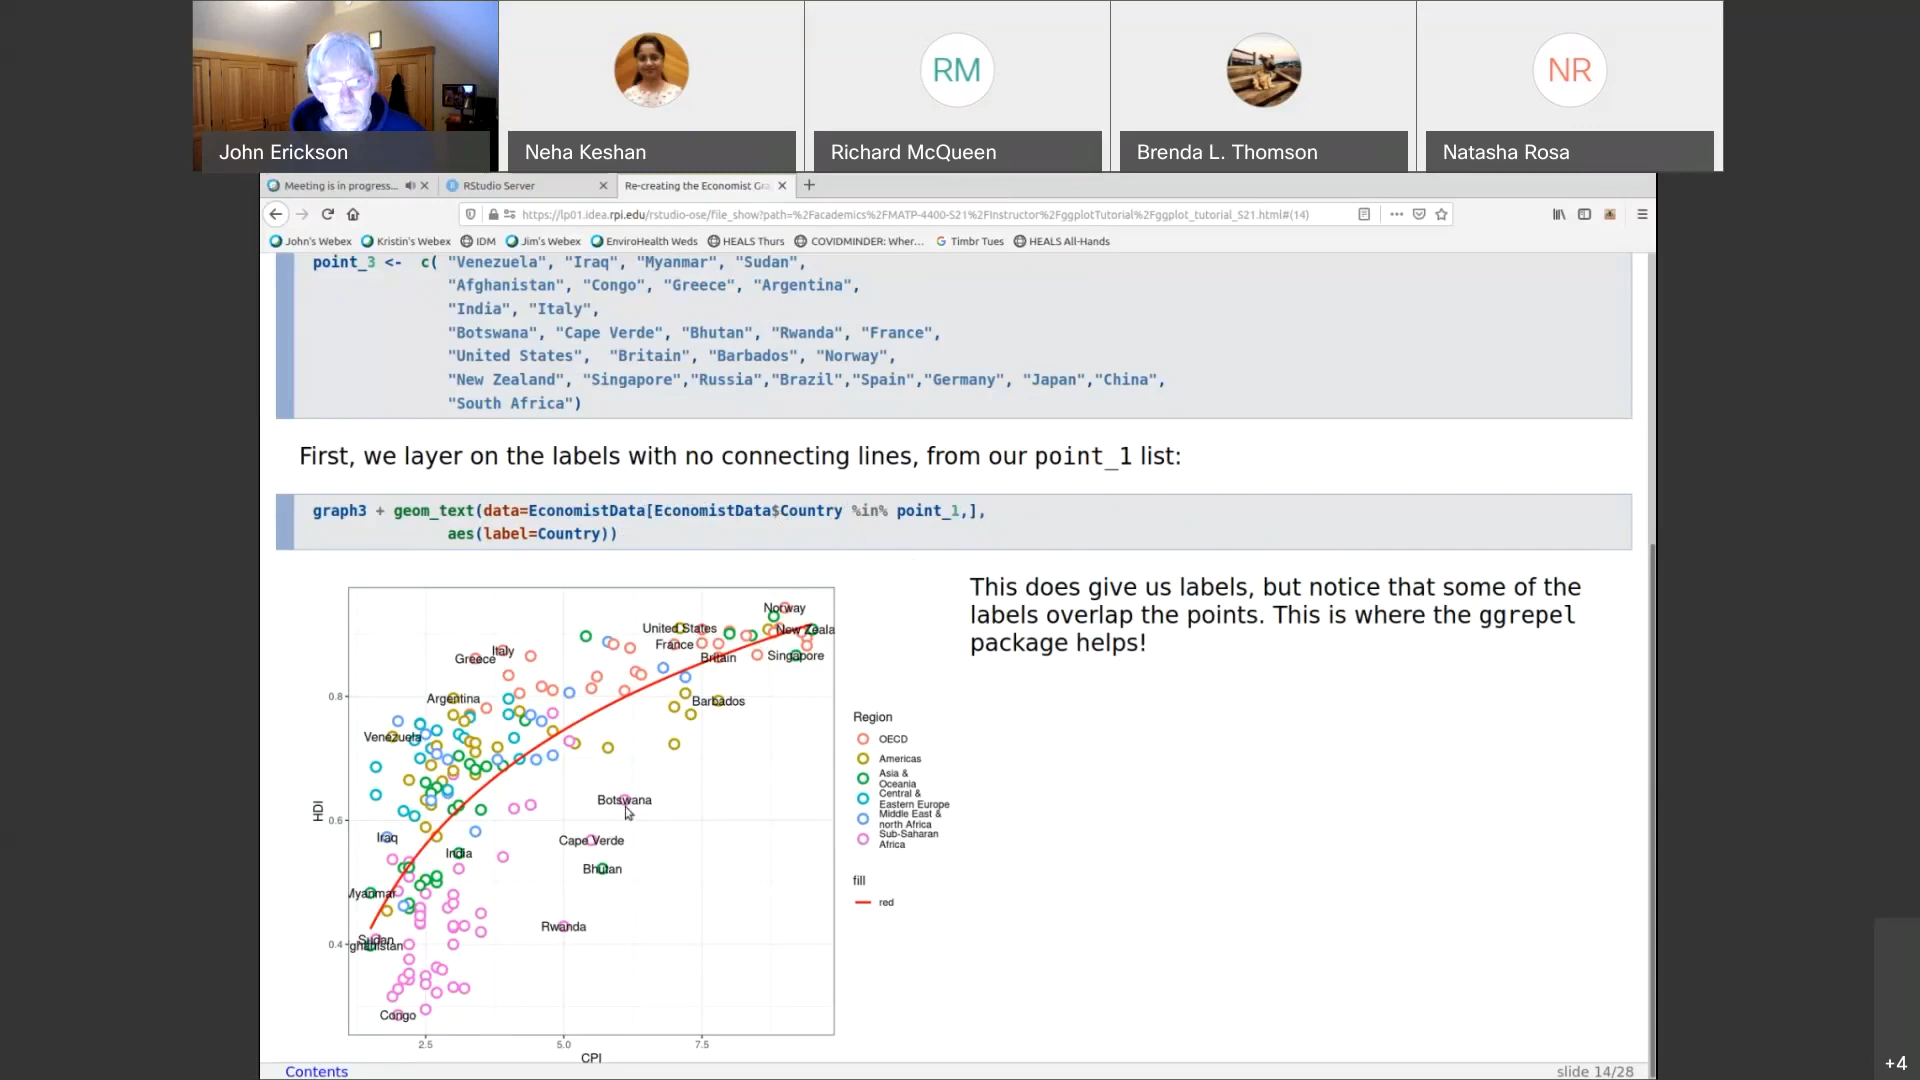 John Erickson
Neha Keshan
RM
Richard McQueen
Brenda L. Thomson
NR
Natasha Rosa
Meeting is in progress...
RStudio Server
Re-creating the Economist Gra
https://lp01.idea.rpi.edu/rstudio-ose/file_show?path=%2Facademics%2FMATP-4400-S21%2FInstructor%2FggplotTutorial%2Fggplot_tutorial_S21.html#(14)
John's Webex Kristin's Webex IDM Jim's Webex EnviroHealth Weds HEALS Thurs COVIDMINDER: Wher... Timbr Tues HEALS All-Hands
point_3 <- c( "Venezuela", "Iraq", "Myanmar", "Sudan",
"Afghanistan", "Congo", "Greece", "Argentina",
"India", "Italy",
"Botswana", "Cape Verde", "Bhutan", "Rwanda", "France",
"United States", "Britain", "Barbados", "Norway",
"New Zealand", "Singapore","Russia","Brazil","Spain","Germany", "Japan","China",
"South Africa")
First, we layer on the labels with no connecting lines, from our point_1 list:
graph3 + geom_text(data=EconomistData[EconomistData$Country %in% point_1,],
aes(label=Country))
This does give us labels, but notice that some of the
labels overlap the points. This is where the ggrepel
package helps!
Norway
United States
New Zeala
France
Italy
Greece
Britain
Singapore
Argentina
Barbados
Venezuela
Botswana
Iraq
Cape Verde
India
Bhutan
Myanmar
Rwanda
Sudan
ghanistan
Congo
HDI
0.8
0.6
0.4
2.5
5.0
7.5
CPI
Region
OECD
Americas
Asia &
Oceania
Central &
Eastern Europe
Middle East &
north Africa
Sub-Saharan
Africa
fill
red
Contents
slide 14/28
+4